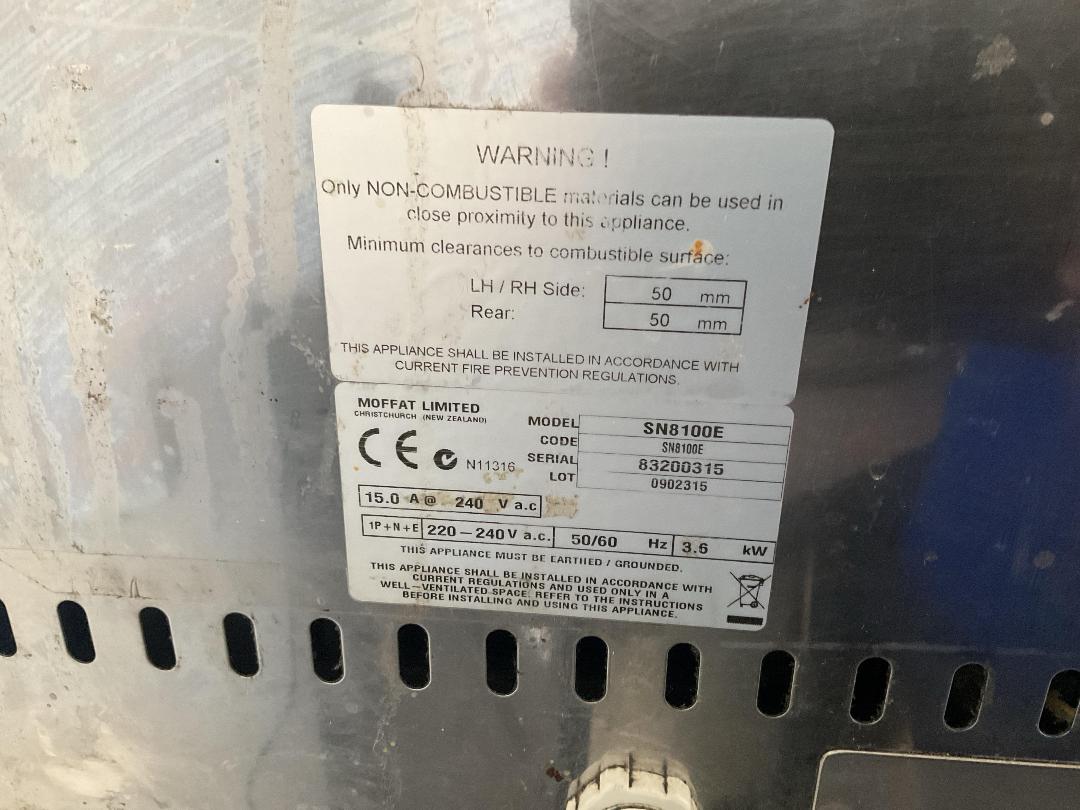 WARNING !
Only NON-COMBUSTIBLE materials can be used in
close proximity to this appliance.
Minimum clearances to combustible surface:
LH / RH Side: 50 mm
Rear: 50 mm
THIS APPLIANCE SHALL BE INSTALLED IN ACCORDANCE WITH
CURRENT FIRE PREVENTION REGULATIONS.
MOFFAT LIMITED
CHRISTCHURCH (NEW ZEALAND)
CE N11316
MODEL SN8100E
CODE SN8100E
SERIAL 83200315
LOT 0902315
15.0 A @ 240 V a.c
1P+N+E 220–240V a.c. 50/60 Hz 3.6 kW
THIS APPLIANCE MUST BE EARTHED / GROUNDED.
THIS APPLIANCE SHALL BE INSTALLED IN ACCORDANCE WITH
CURRENT REGULATIONS AND USED ONLY IN A
WELL–VENTILATED SPACE. REFER TO THE INSTRUCTIONS
BEFORE INSTALLING AND USING THIS APPLIANCE.